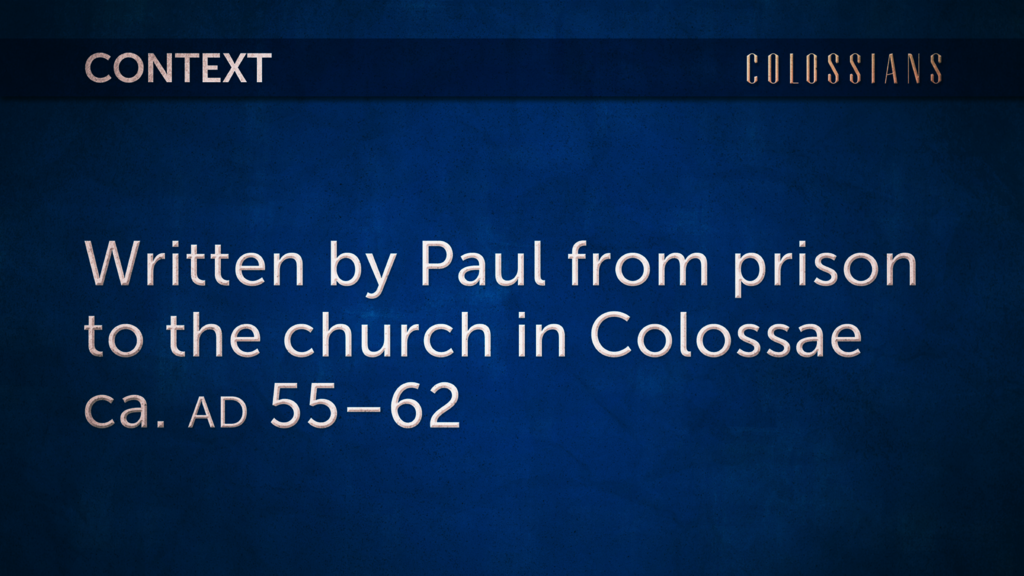 CONTEXT
COLOSSIANS
Written by Paul from prison
to the church in Colossae
ca. AD 55–62